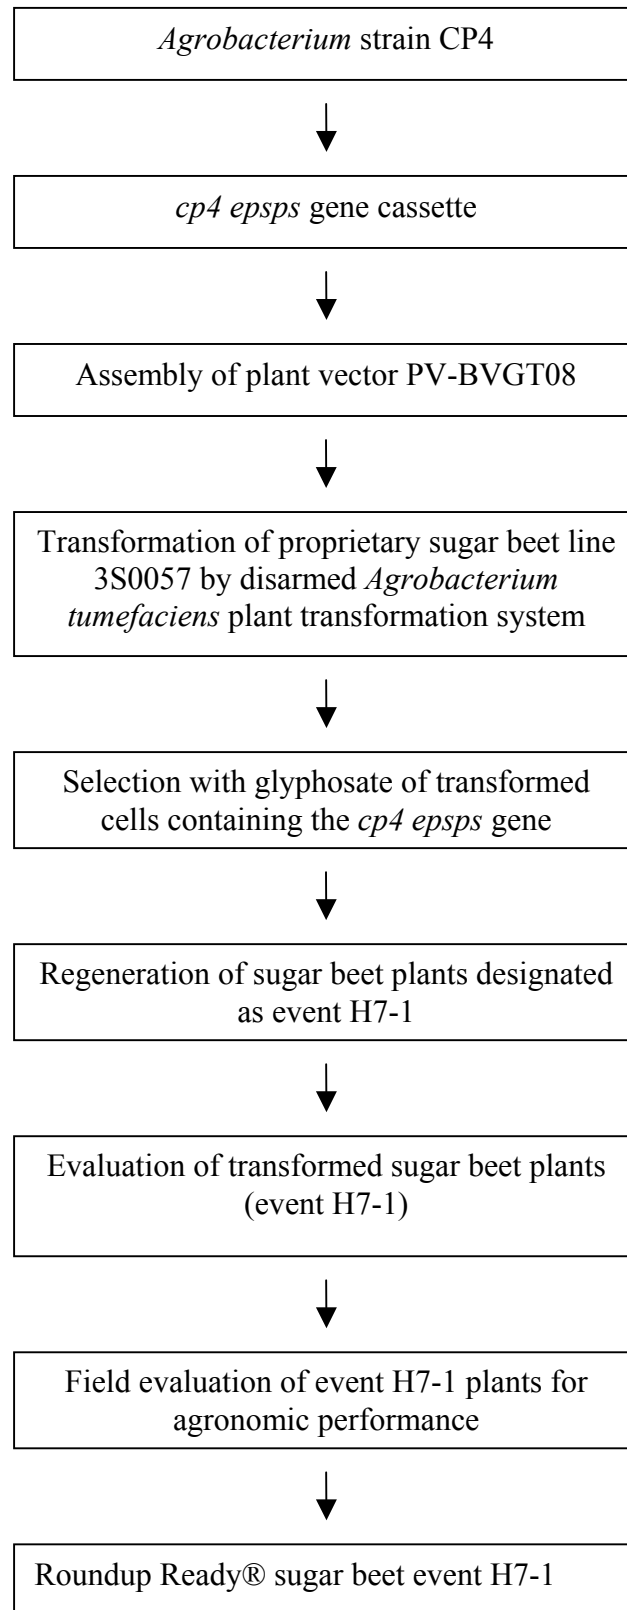 Agrobacterium strain CP4
cp4 epsps gene cassette
Assembly of plant vector PV-BVGT08
Transformation of proprietary sugar beet line
3S0057 by disarmed Agrobacterium
tumefaciens plant transformation system
Selection with glyphosate of transformed
cells containing the cp4 epsps gene
Regeneration of sugar beet plants designated
as event H7-1
Evaluation of transformed sugar beet plants
(event H7-1)
Field evaluation of event H7-1 plants for
agronomic performance
Roundup Ready® sugar beet event H7-1